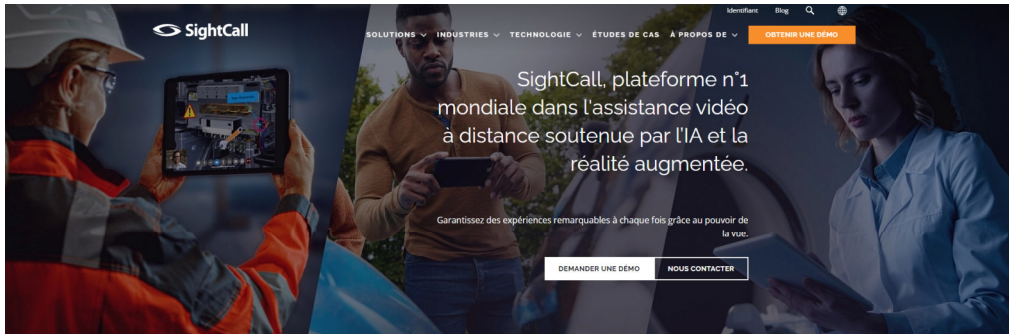 Identifiant Blog
SightCall
SOLUTIONS INDUSTRIES TECHNOLOGIE ÉTUDES DE CAS À PROPOS DE OBTENIR UNE DÉMO
SightCall, plateforme n°1
mondiale dans l'assistance vidéo
à distance soutenue par l'IA et la
réalité augmentée.
Garantissez des expériences remarquables à chaque fois grâce au pouvoir de
la vue.
DEMANDER UNE DÉMO NOUS CONTACTER